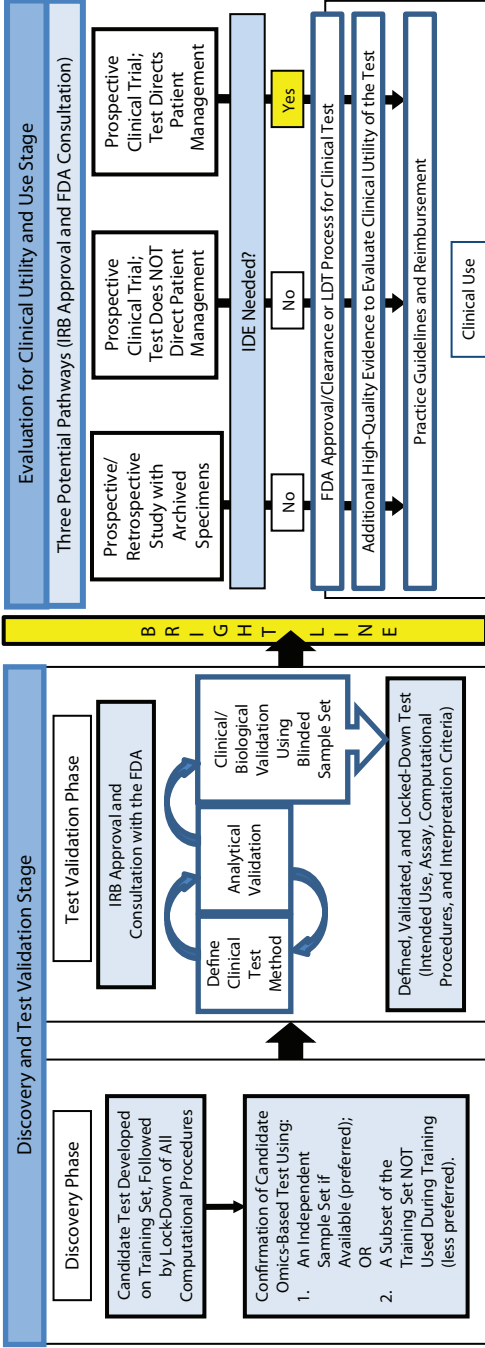 Discovery and Test Validation Stage
Discovery Phase
Candidate Test Developed
on Training Set, Followed
by Lock-Down of All
Computational Procedures
Confirmation of Candidate
Omics-Based Test Using:
1. An Independent
Sample Set if
Available (preferred);
OR
2. A Subset of the
Training Set NOT
Used During Training
(less preferred).
Test Validation Phase
IRB Approval and
Consultation with the FDA
Define
Clinical
Test
Method
Analytical
Validation
Clinical/
Biological
Validation
Using
Blinded
Sample Set
Defined, Validated, and Locked-Down Test
(Intended Use, Assay, Computational
Procedures, and Interpretation Criteria)
BRIGHT LINE
Evaluation for Clinical Utility and Use Stage
Three Potential Pathways (IRB Approval and FDA Consultation)
Prospective/
Retrospective
Study with
Archived
Specimens
Prospective
Clinical Trial;
Test Does NOT
Direct Patient
Management
Prospective
Clinical Trial;
Test Directs
Patient
Management
IDE Needed?
No
No
Yes
FDA Approval/Clearance or LDT Process for Clinical Test
Additional High-Quality Evidence to Evaluate Clinical Utility of the Test
Practice Guidelines and Reimbursement
Clinical Use